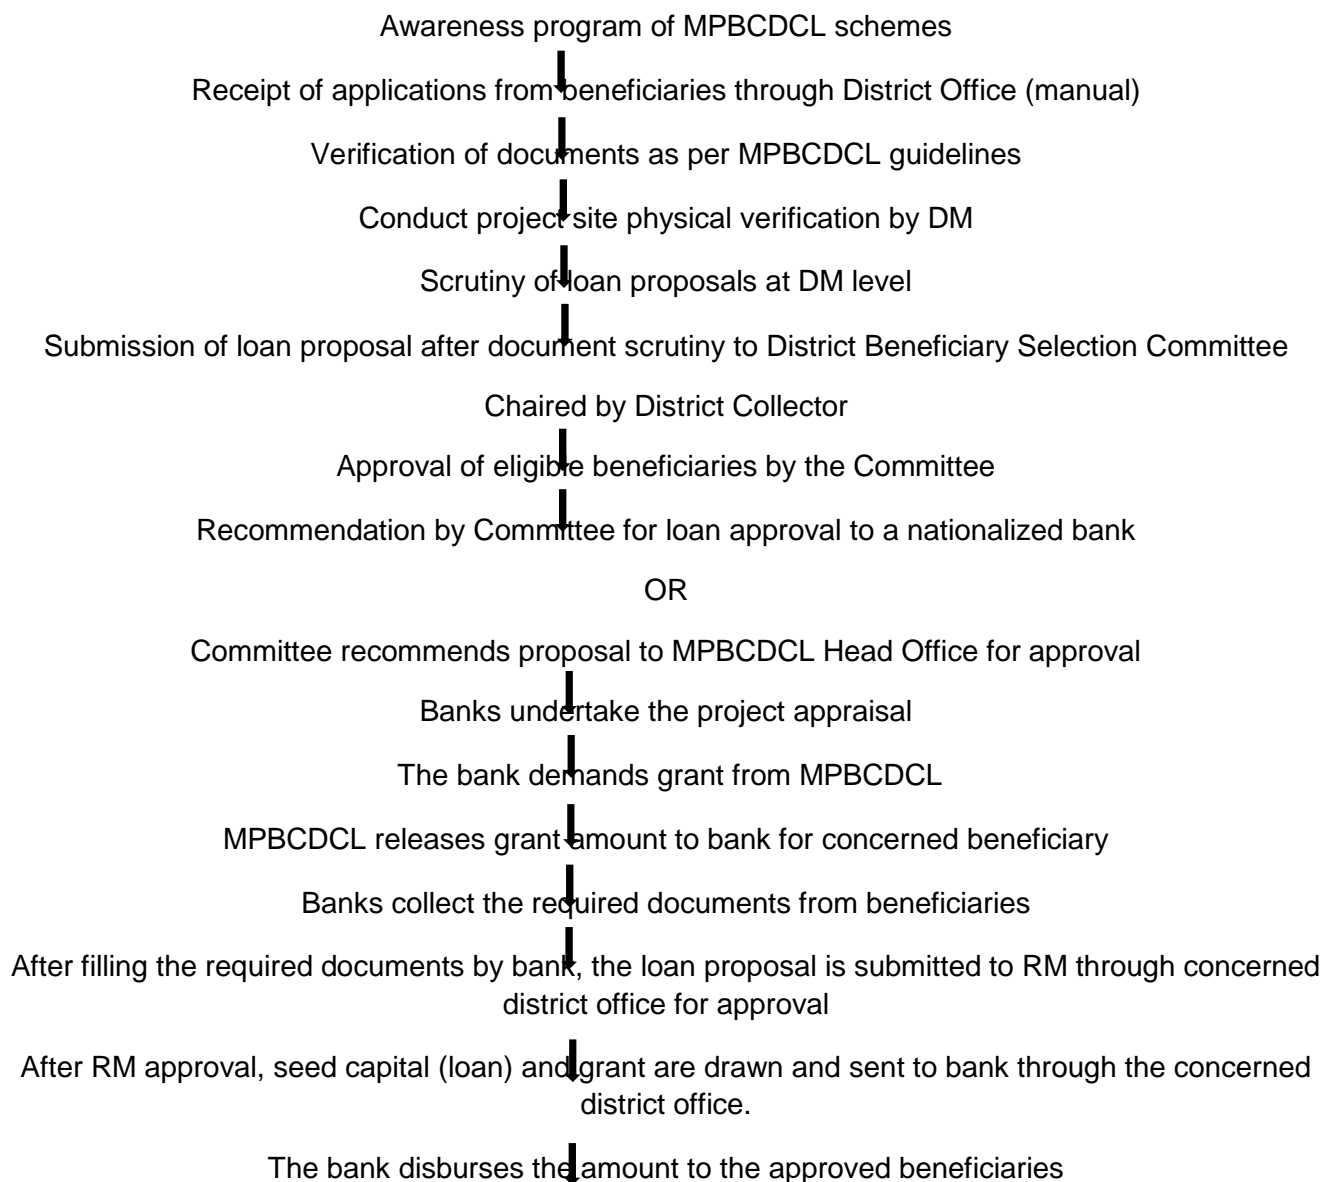 Awareness program of MPBCDCL schemes
Receipt of applications from beneficiaries through District Office (manual)
Verification of documents as per MPBCDCL guidelines
Conduct project site physical verification by DM
Scrutiny of loan proposals at DM level
Submission of loan proposal after document scrutiny to District Beneficiary Selection Committee
Chaired by District Collector
Approval of eligible beneficiaries by the Committee
Recommendation by Committee for loan approval to a nationalized bank
OR
Committee recommends proposal to MPBCDCL Head Office for approval
Banks undertake the project appraisal
The bank demands grant from MPBCDCL
MPBCDCL releases grant amount to bank for concerned beneficiary
Banks collect the required documents from beneficiaries
After filling the required documents by bank, the loan proposal is submitted to RM through concerned
district office for approval
After RM approval, seed capital (loan) and grant are drawn and sent to bank through the concerned
district office.
The bank disburses the amount to the approved beneficiaries